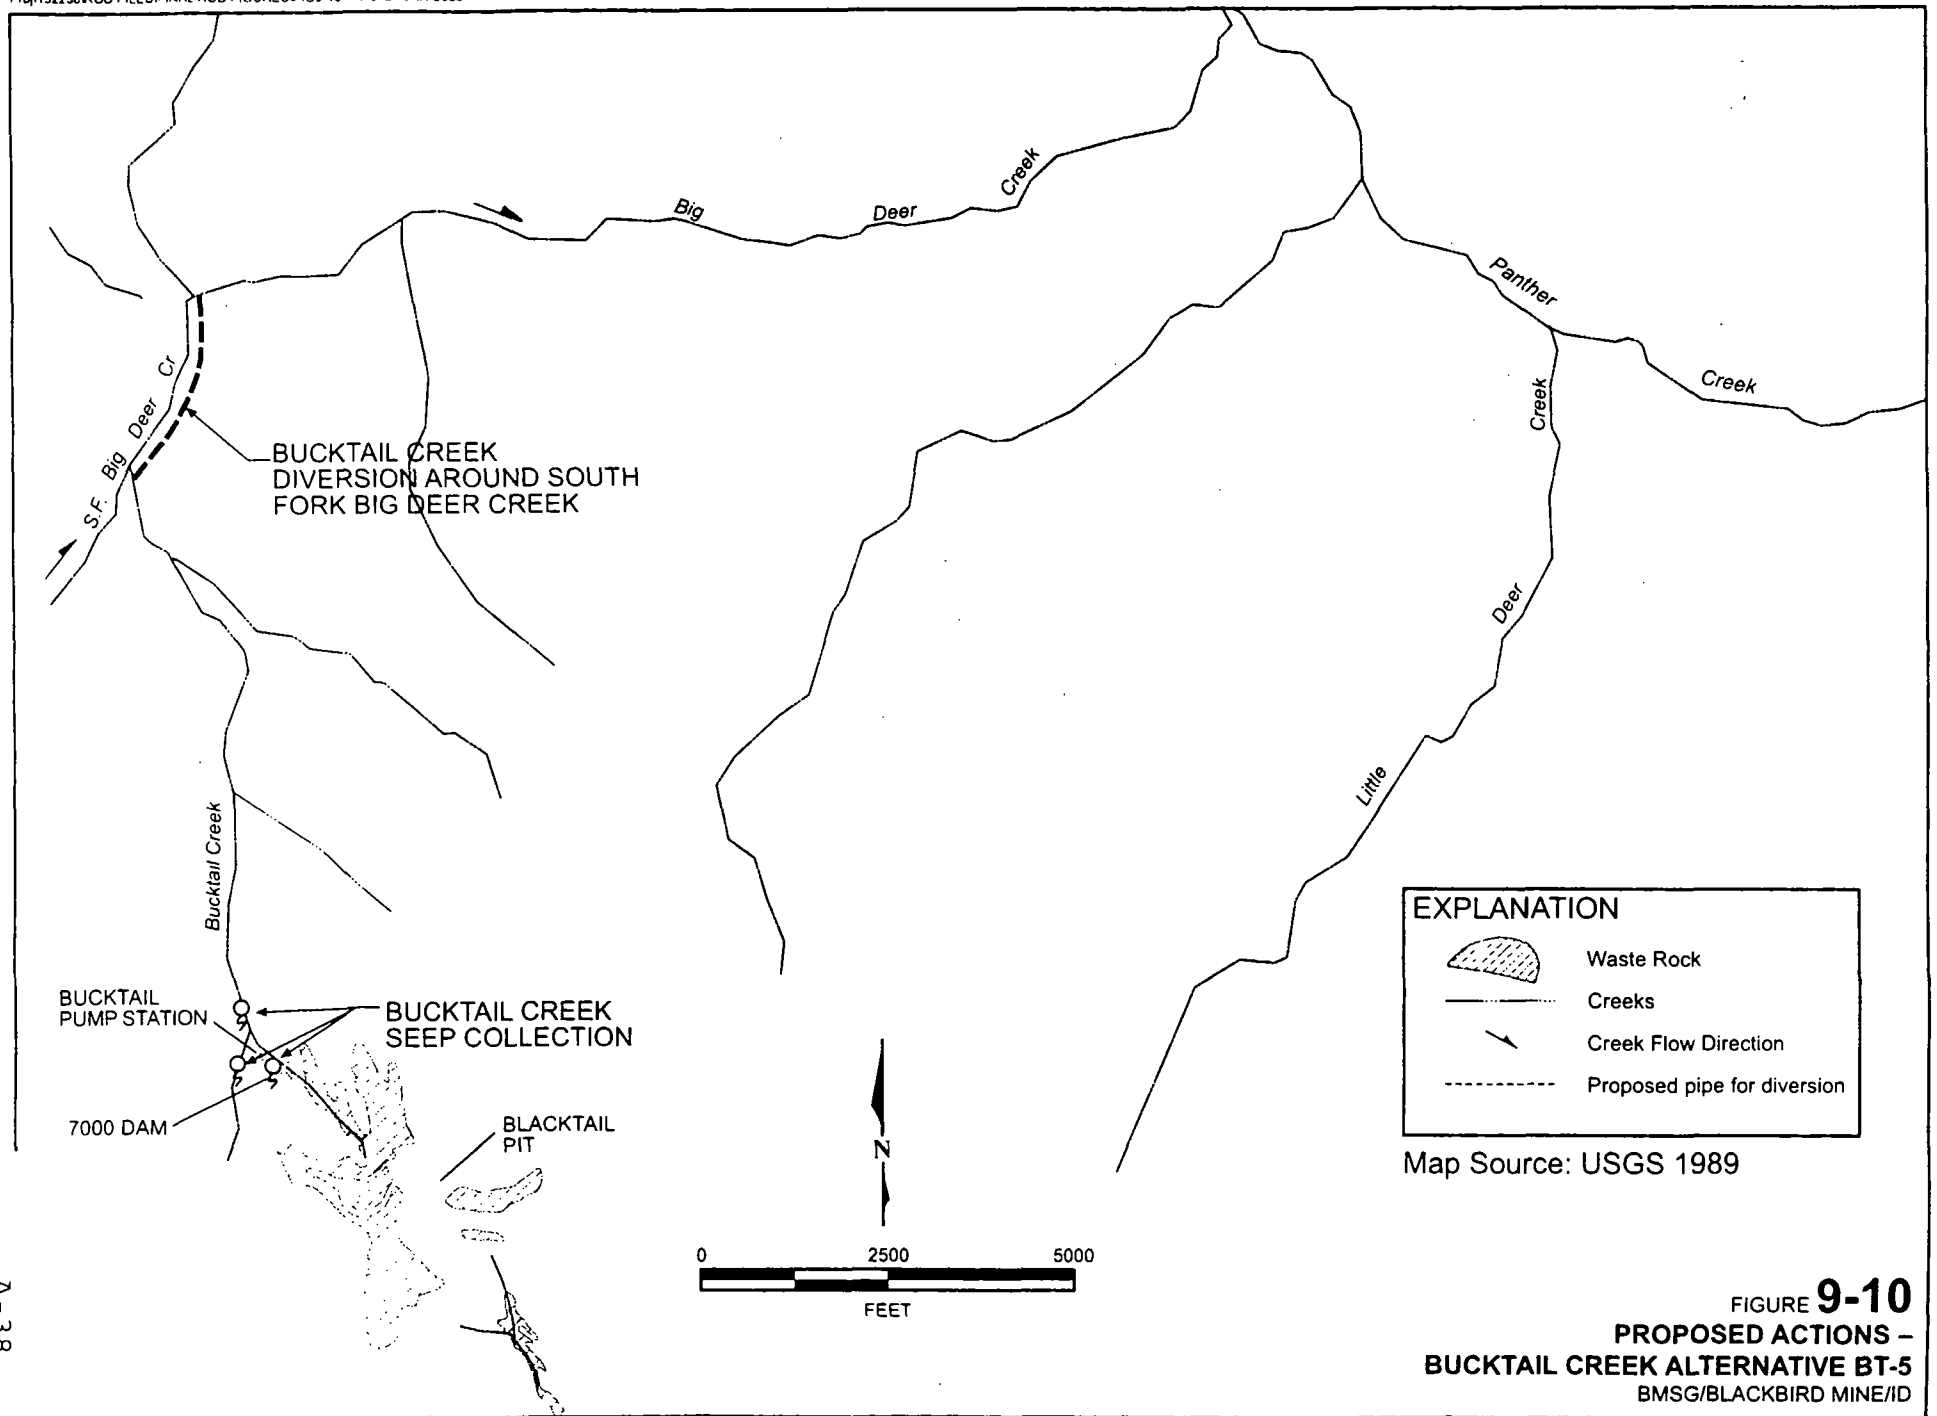 Big
Deer
Creek
Panther
Creek
S.F. Big Deer Cr
BUCKTAIL CREEK
DIVERSION AROUND SOUTH
FORK BIG DEER CREEK
Little
Deer
Creek
Bucktail Creek
BUCKTAIL
PUMP STATION
BUCKTAIL CREEK
SEEP COLLECTION
7000 DAM
BLACKTAIL
PIT
N
0 2500 5000
FEET
EXPLANATION
Waste Rock
Creeks
Creek Flow Direction
Proposed pipe for diversion
Map Source: USGS 1989
FIGURE 9-10
PROPOSED ACTIONS –
BUCKTAIL CREEK ALTERNATIVE BT-5
BMSG/BLACKBIRD MINE/ID
A-38